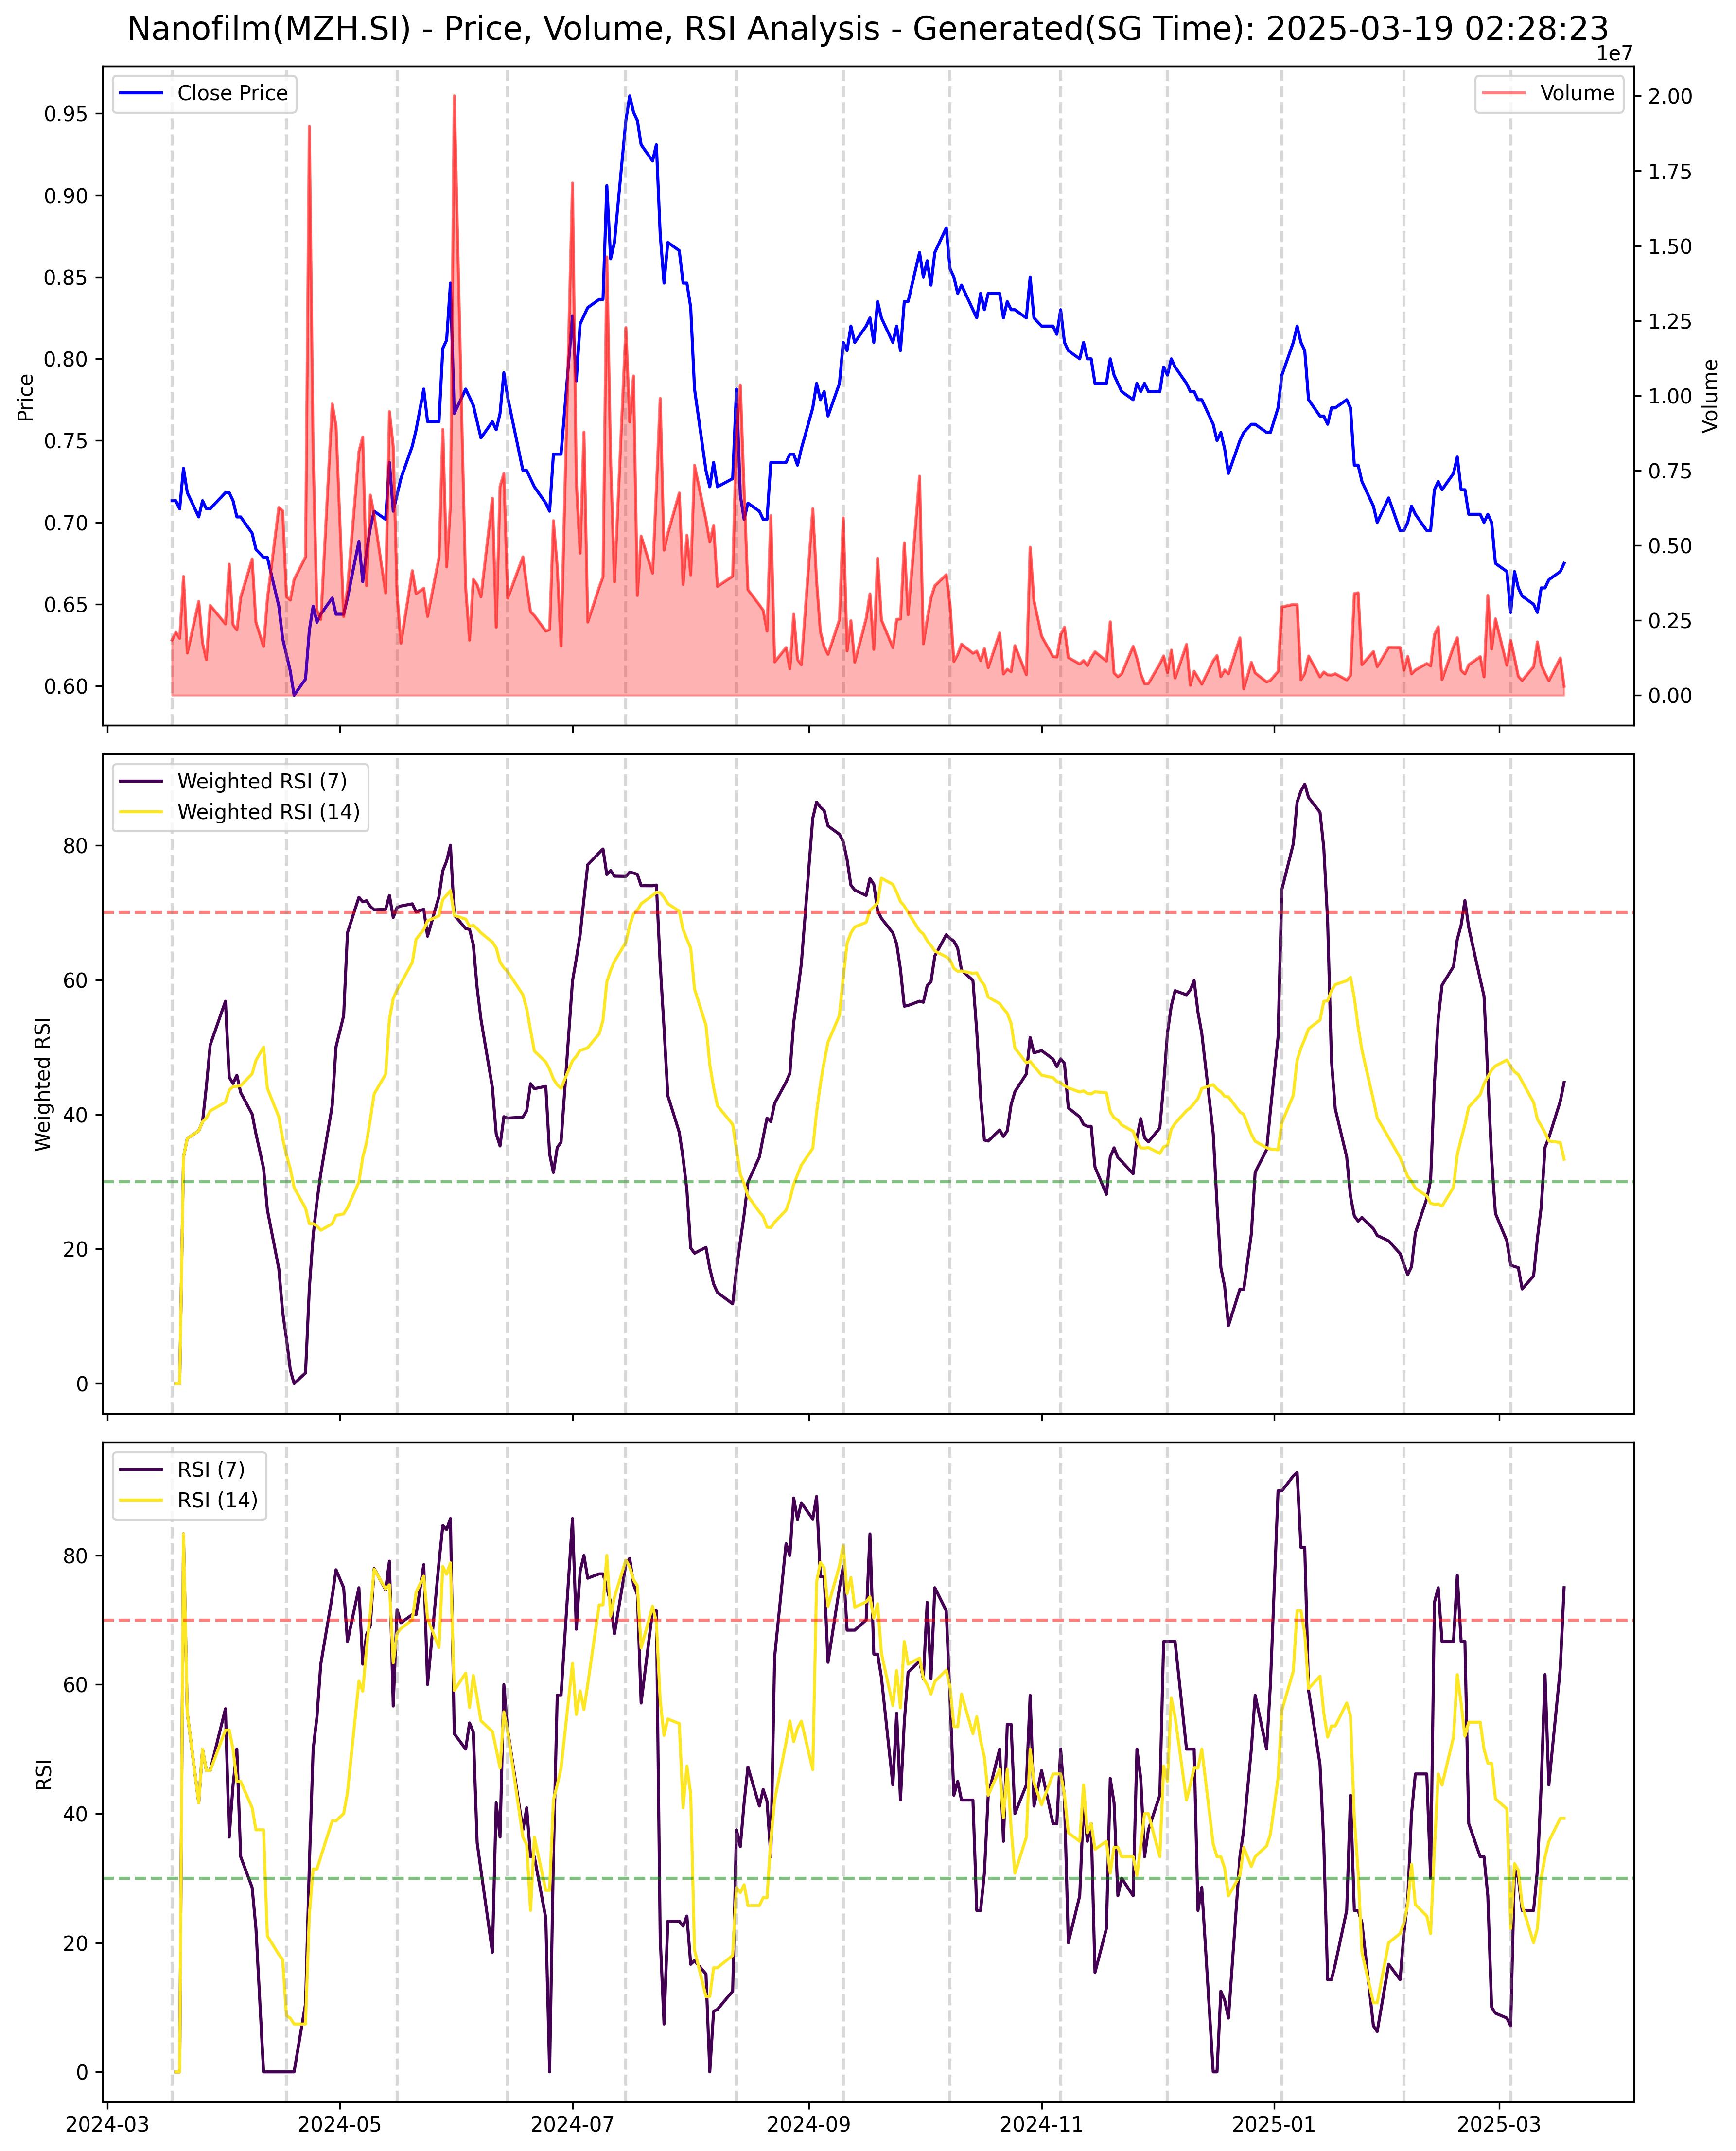 Nanofilm(MZH.SI) - Price, Volume, RSI Analysis - Generated(SG Time): 2025-03-19 02:28:23
1e7
Close Price
Volume
0.95
0.90
0.85
0.80
0.75
0.70
0.65
0.60
Price
2.00
1.75
1.50
1.25
1.00
0.75
0.50
0.25
0.00
Volume
Weighted RSI (7)
Weighted RSI (14)
80
60
40
20
0
Weighted RSI
RSI (7)
RSI (14)
80
60
40
20
0
RSI
2024-03
2024-05
2024-07
2024-09
2024-11
2025-01
2025-03